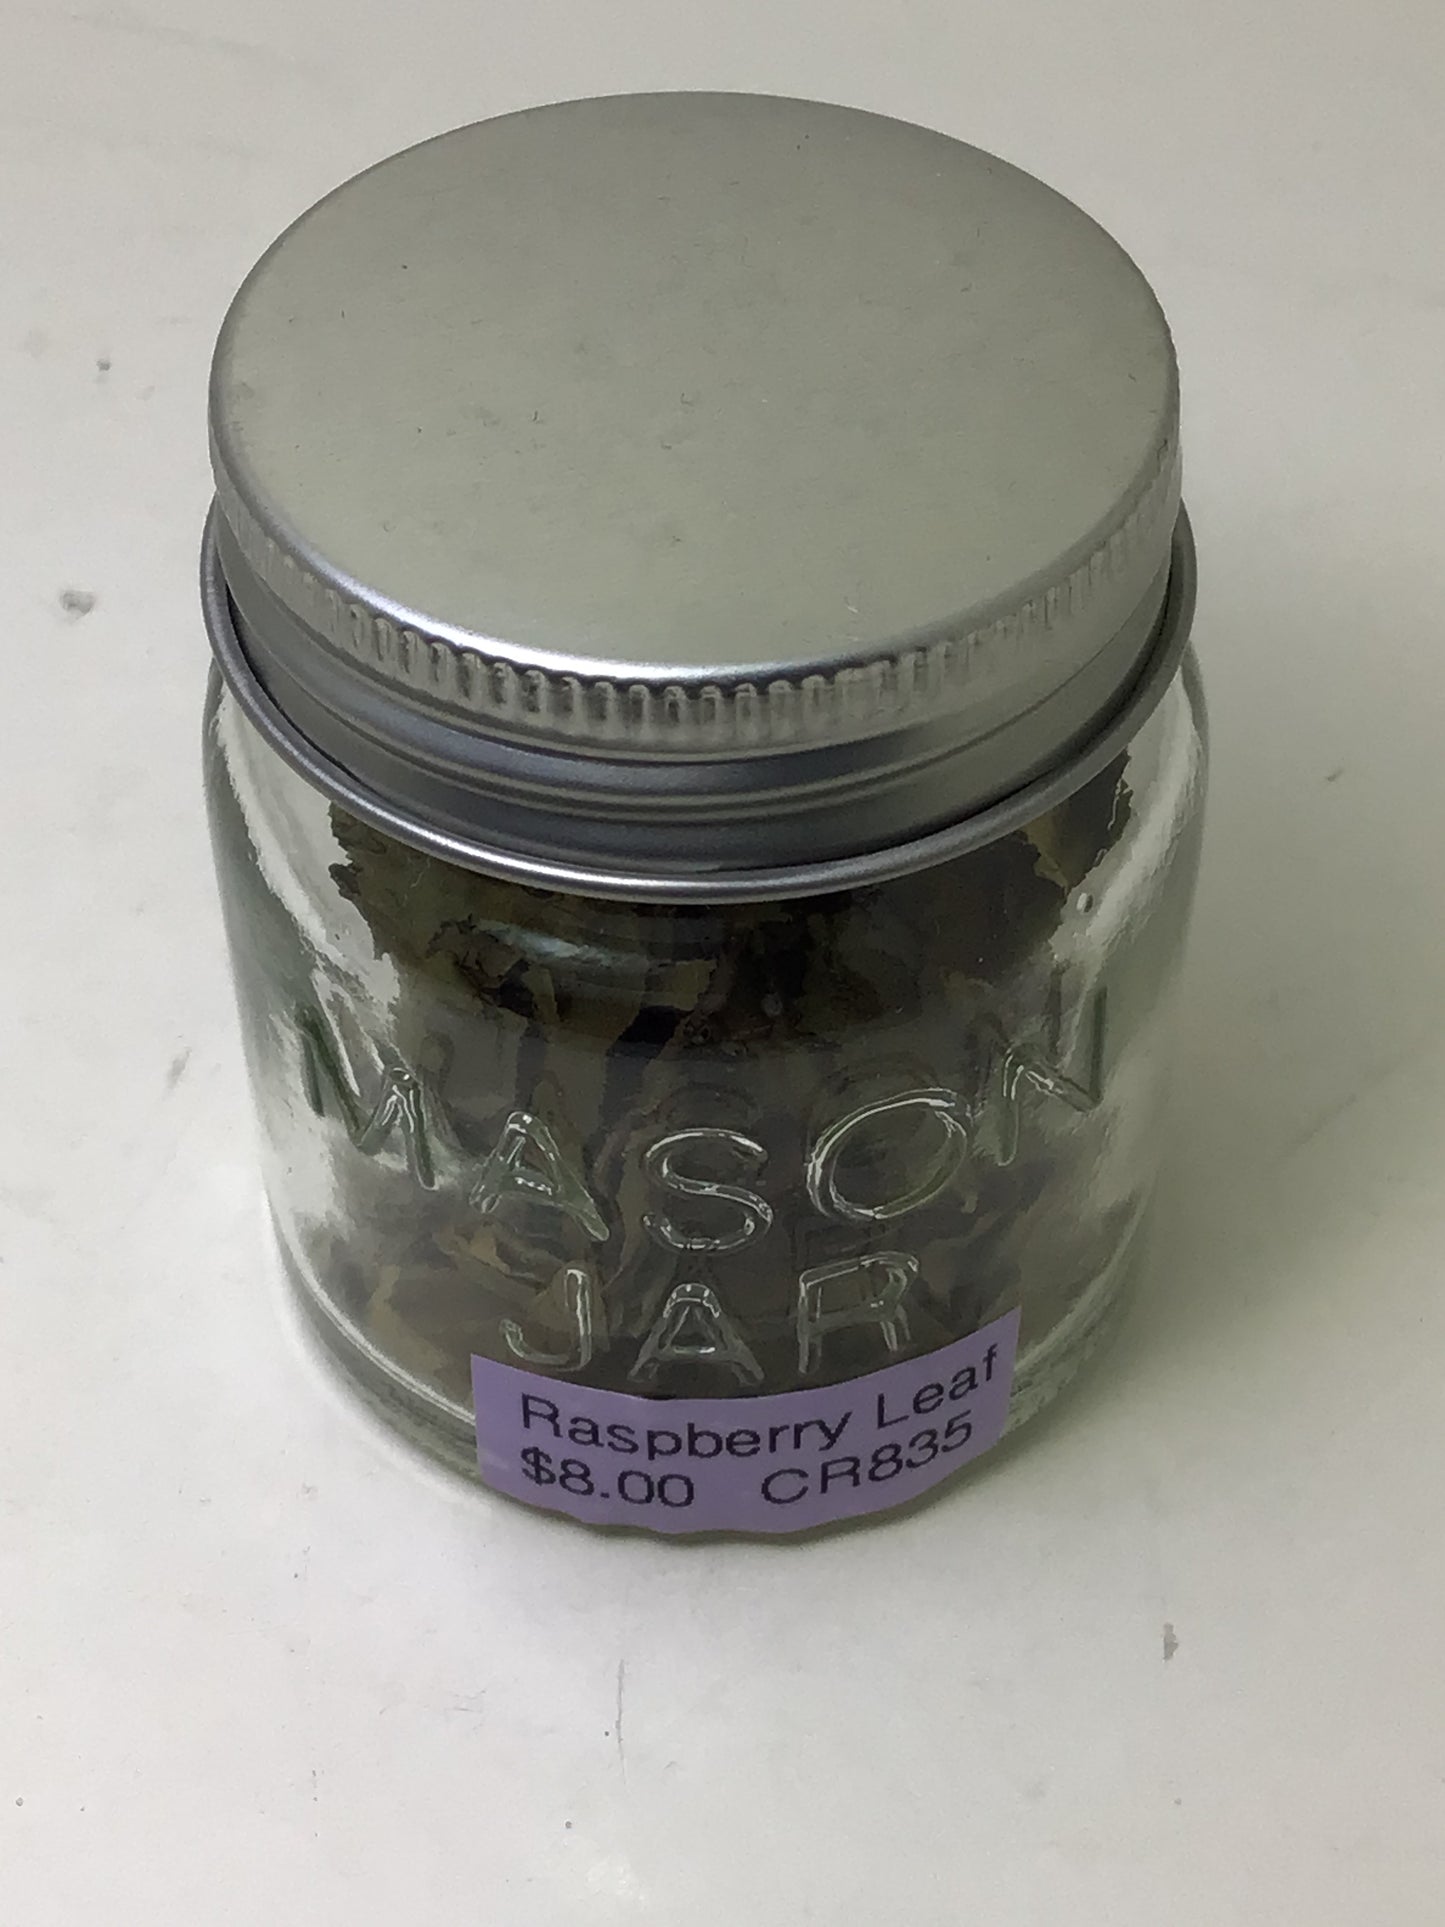 MASON
JAR
Raspberry Leaf
$8.00 CR835